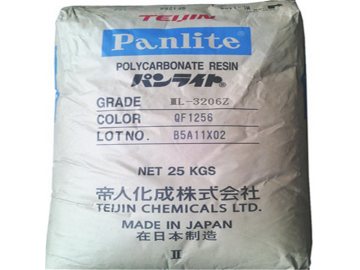 TEIJIN
Panlite®
POLYCARBONATE RESIN
パンライト®
GRADE ML-3206Z
COLOR QF1256
LOT NO. B5A11X02
NET 25 KGS
帝人化成株式会社
TEIJIN CHEMICALS LTD.
MADE IN JAPAN
在日本制造
II